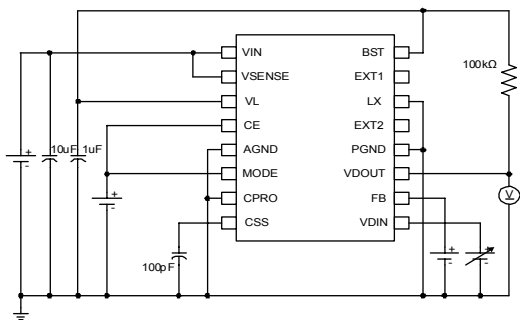 VIN BST
VSENSE EXT1
100kΩ
VL LX
CE EXT2
10uF 1uF
AGND PGND
MODE VDOUT
V
CPRO FB
CSS VDIN
100pF
+ -
+ -
+ -
+ -